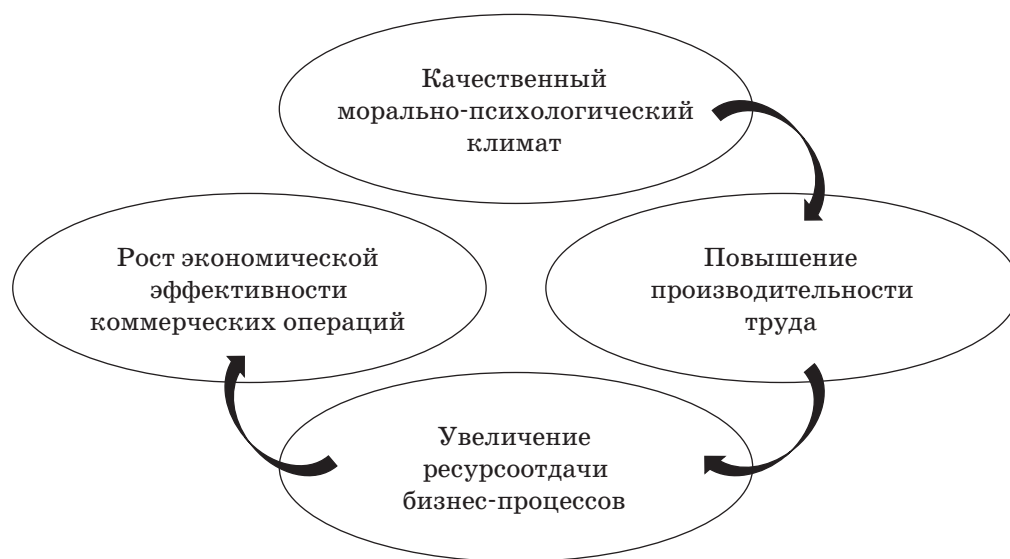 Качественный
морально-психологический
климат
Повышение
производительности
труда
Увеличение
ресурсоотдачи
бизнес-процессов
Рост экономической
эффективности
коммерческих операций